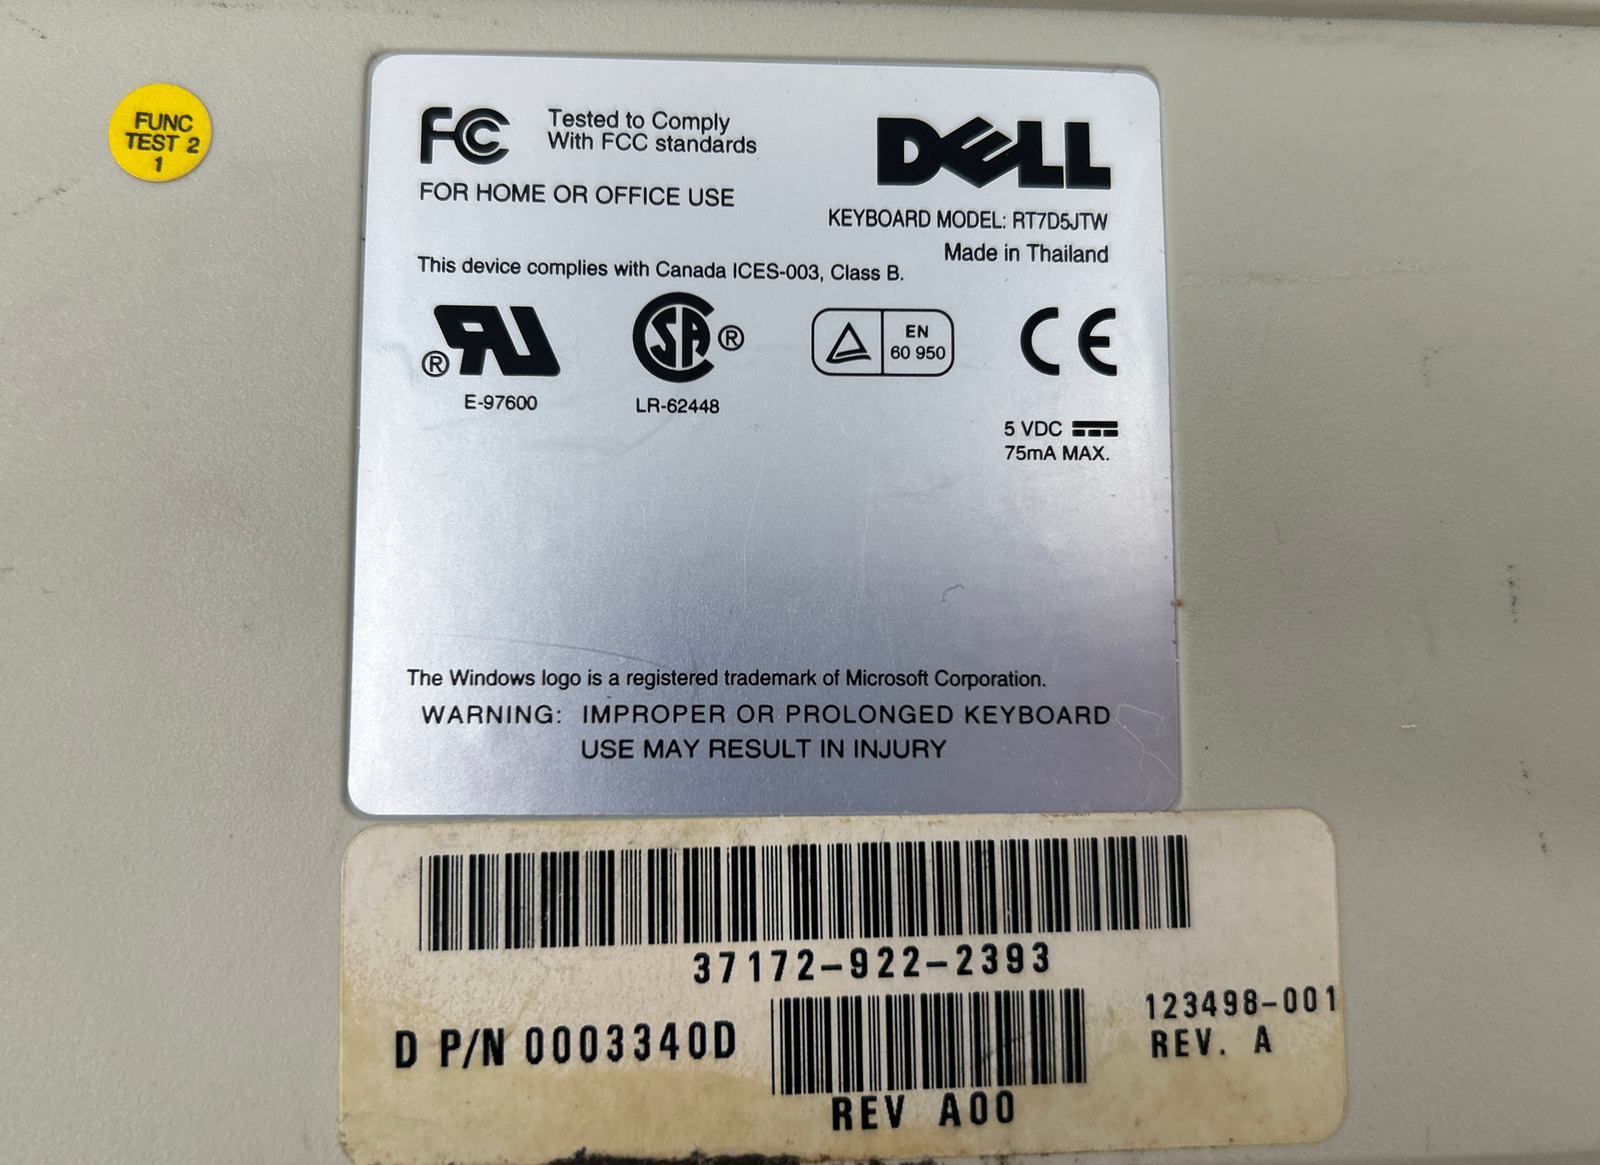 FUNC
TEST 2
1
FC Tested to Comply
With FCC standards
FOR HOME OR OFFICE USE
DELL
KEYBOARD MODEL: RT7D5JTW
Made in Thailand
This device complies with Canada ICES-003, Class B.
® RU
E-97600
SA ®
LR-62448
EN
60 950
CE
5 VDC
75mA MAX.
The Windows logo is a registered trademark of Microsoft Corporation.
WARNING: IMPROPER OR PROLONGED KEYBOARD
USE MAY RESULT IN INJURY
37172-922-2393
D P/N 0003340D
REV A00
123498-001
REV. A